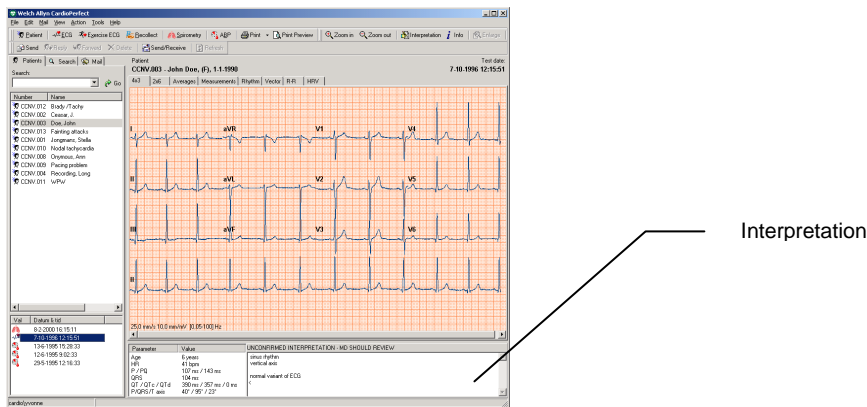 Welch Allyn CardioPerfect
File Edit Mail View Action Tools Help
Patient ECG Exercise ECG Recollect Spirometry ABP Print Print Preview Zoom in Zoom out Interpretation Info Enlarge
Send Reply Forward Delete Send/Receive Refresh
Patients Search Mail
Search:
Go
Number Name
CCNV.012 Brady /Tachy
CCNV.002 Ceasar, J.
CCNV.003 Doe, John
CCNV.013 Fainting attacks
CCNV.001 Jongmans, Stella
CCNV.010 Nodal tachycardia
CCNV.008 Onymous, Ann
CCNV.009 Pacing problem
CCNV.004 Recording, Long
CCNV.011 WPW
Val Datum & tid
8-2-2000 16:15:11
7-10-1996 12:15:51
13-6-1995 15:28:33
12-6-1995 9:02:33
29-5-1995 12:16:33
Patient Test date:
CCNV.003 - John Doe, (F), 1-1-1990 7-10-1996 12:15:51
4x3 2x6 Averages Measurements Rhythm Vector R-R HRV
I aVR V1 V4
II aVL V2 V5
III aVF V3 V6
II
25.0 mm/s 10.0 mm/mV [0.05-100] Hz
Parameter Value
Age 6 years
HR 41 bpm
P / PQ 107 ms / 143 ms
QRS 104 ms
QT / QTc / QTd 390 ms / 357 ms / 0 ms
P/QRS/T axis 40° / 95° / 23°
UNCONFIRMED INTERPRETATION - MD SHOULD REVIEW
sinus rhythm
vertical axis
normal variant of ECG
<
cardio\yvonne
Interpretation